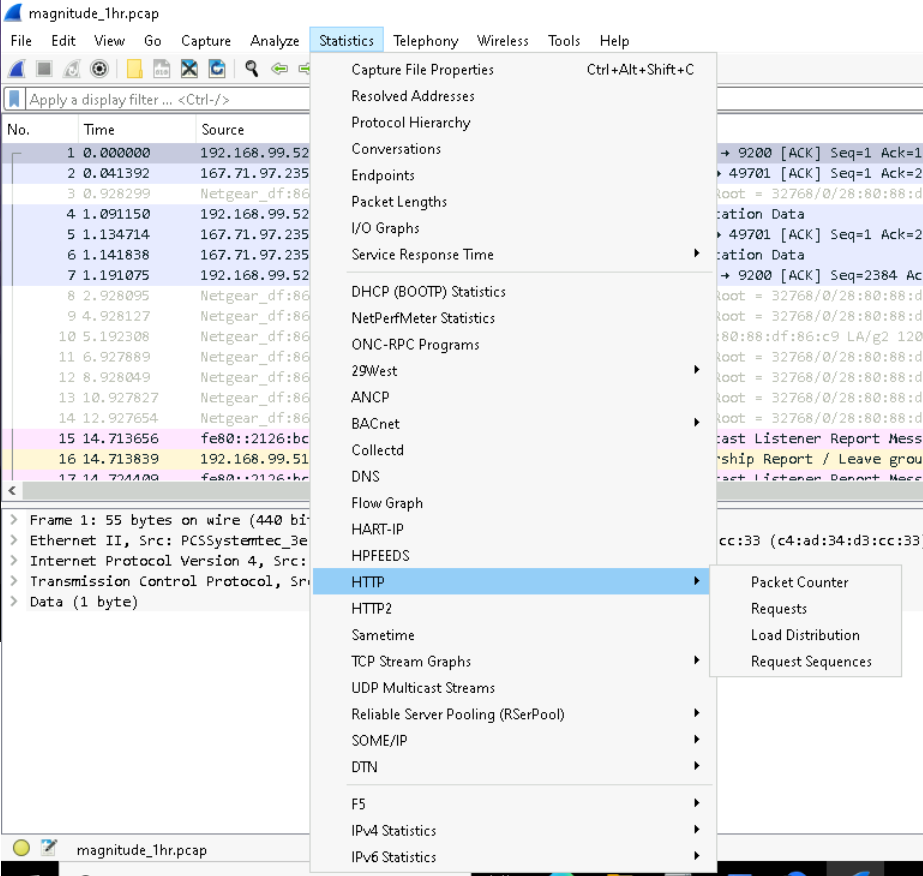 magnitude_1hr.pcap
File Edit View Go Capture Analyze Statistics Telephony Wireless Tools Help
Apply a display filter ... <Ctrl-/>
No. Time Source
1 0.000000 192.168.99.52 → 9200 [ACK] Seq=1 Ack=1
2 0.041392 167.71.97.235 49701 [ACK] Seq=1 Ack=2
3 0.928299 Netgear_df:86 Root = 32768/0/28:80:88:d
4 1.091150 192.168.99.52 cation Data
5 1.134714 167.71.97.235 49701 [ACK] Seq=1 Ack=2
6 1.141838 167.71.97.235 cation Data
7 1.191075 192.168.99.52 → 9200 [ACK] Seq=2384 Ac
8 2.928095 Netgear_df:86 Root = 32768/0/28:80:88:d
9 4.928127 Netgear_df:86 Root = 32768/0/28:80:88:d
10 5.192308 Netgear_df:86 :80:88:df:86:c9 LA/g2 120
11 6.927889 Netgear_df:86 Root = 32768/0/28:80:88:d
12 8.928049 Netgear_df:86 Root = 32768/0/28:80:88:d
13 10.927827 Netgear_df:86 Root = 32768/0/28:80:88:d
14 12.927654 Netgear_df:86 Root = 32768/0/28:80:88:d
15 14.713656 fe80::2126:bc cast Listener Report Mess
16 14.713839 192.168.99.51 rship Report / Leave grou
17 14.724409 fe80::2126:bc cast Listener Report Mess
Frame 1: 55 bytes on wire (440 bi
Ethernet II, Src: PCSSystemtec_3e cc:33 (c4:ad:34:d3:cc:33)
Internet Protocol Version 4, Src:
Transmission Control Protocol, Sr
Data (1 byte)
magnitude_1hr.pcap
Capture File Properties Ctrl+Alt+Shift+C
Resolved Addresses
Protocol Hierarchy
Conversations
Endpoints
Packet Lengths
I/O Graphs
Service Response Time
DHCP (BOOTP) Statistics
NetPerfMeter Statistics
ONC-RPC Programs
29West
ANCP
BACnet
Collectd
DNS
Flow Graph
HART-IP
HPFEEDS
HTTP
HTTP2
Sametime
TCP Stream Graphs
UDP Multicast Streams
Reliable Server Pooling (RSerPool)
SOME/IP
DTN
F5
IPv4 Statistics
IPv6 Statistics
Packet Counter
Requests
Load Distribution
Request Sequences